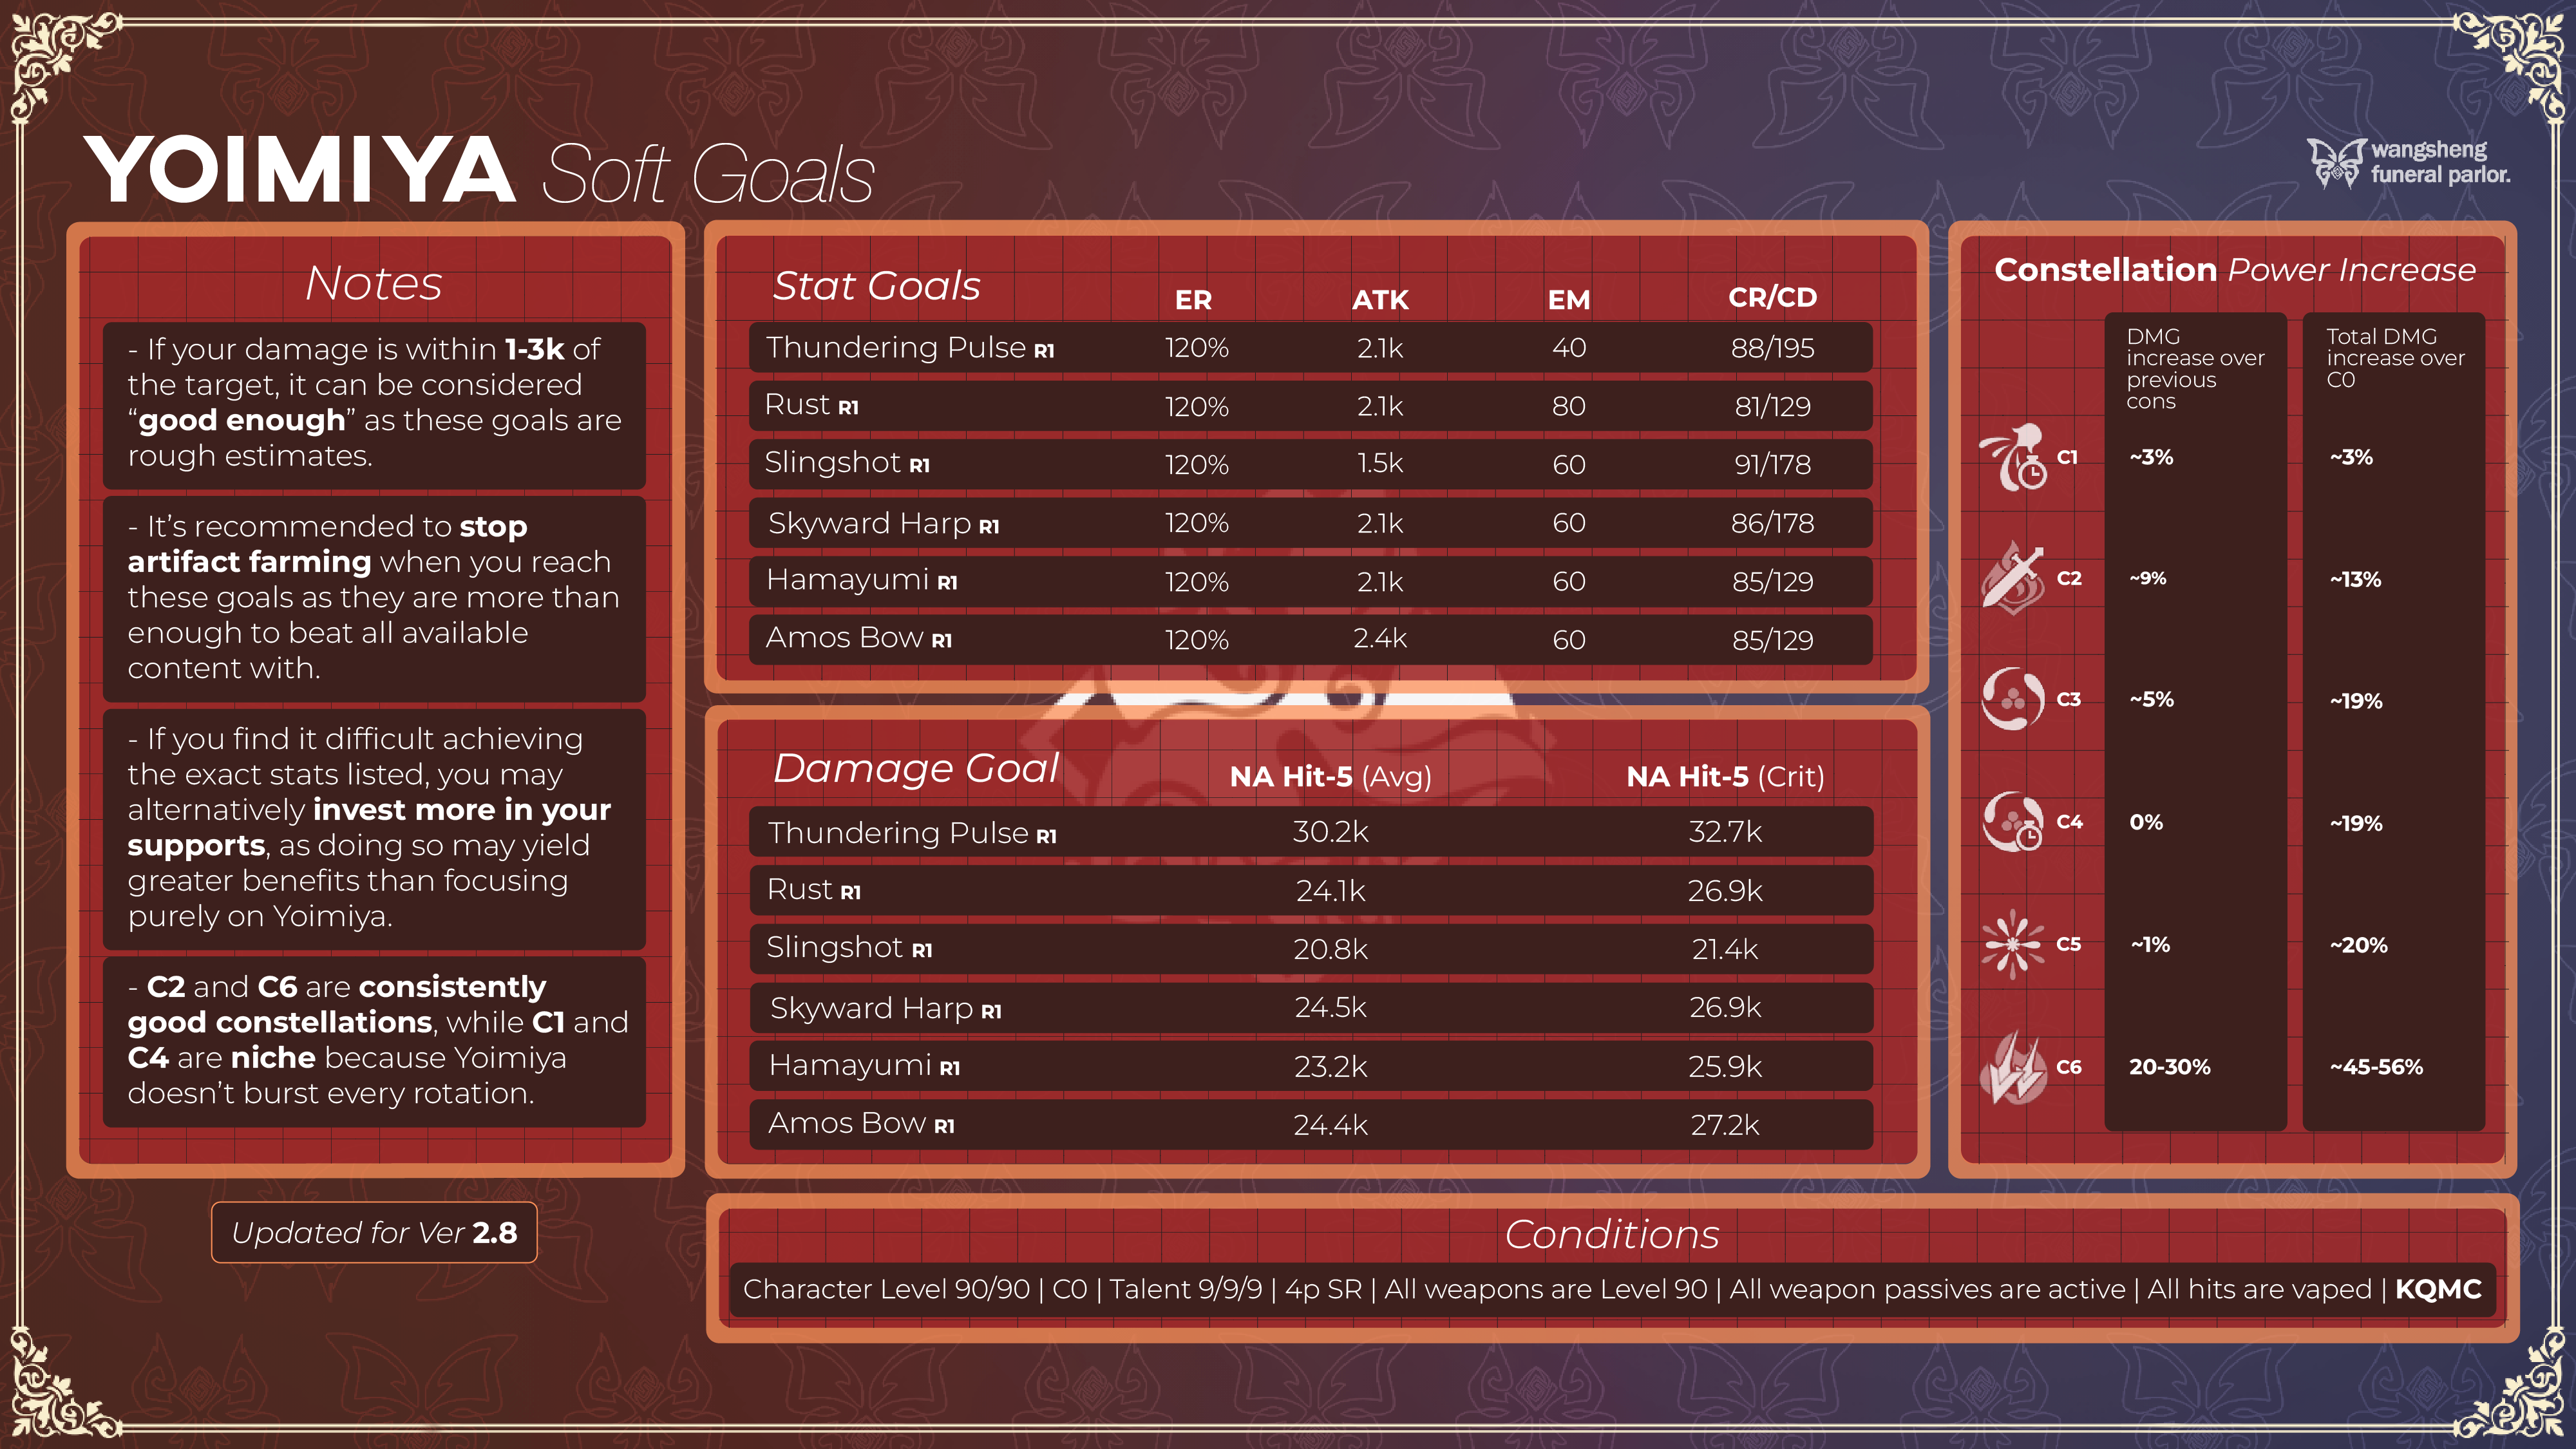 YOIMIYA Soft Goals
wangsheng
funeral parlor.
Notes
- If your damage is within 1-3k of
the target, it can be considered
“good enough” as these goals are
rough estimates.
- It’s recommended to stop
artifact farming when you reach
these goals as they are more than
enough to beat all available
content with.
- If you find it difficult achieving
the exact stats listed, you may
alternatively invest more in your
supports, as doing so may yield
greater benefits than focusing
purely on Yoimiya.
- C2 and C6 are consistently
good constellations, while C1 and
C4 are niche because Yoimiya
doesn’t burst every rotation.
Updated for Ver 2.8
Stat Goals ER ATK EM CR/CD
Thundering Pulse R1 120% 2.1k 40 88/195
Rust R1 120% 2.1k 80 81/129
Slingshot R1 120% 1.5k 60 91/178
Skyward Harp R1 120% 2.1k 60 86/178
Hamayumi R1 120% 2.1k 60 85/129
Amos Bow R1 120% 2.4k 60 85/129
Damage Goal NA Hit-5 (Avg) NA Hit-5 (Crit)
Thundering Pulse R1 30.2k 32.7k
Rust R1 24.1k 26.9k
Slingshot R1 20.8k 21.4k
Skyward Harp R1 24.5k 26.9k
Hamayumi R1 23.2k 25.9k
Amos Bow R1 24.4k 27.2k
Constellation Power Increase
DMG
increase over
previous
cons
Total DMG
increase over
C0
C1 ~3% ~3%
C2 ~9% ~13%
C3 ~5% ~19%
C4 0% ~19%
C5 ~1% ~20%
C6 20-30% ~45-56%
Conditions
Character Level 90/90 | C0 | Talent 9/9/9 | 4p SR | All weapons are Level 90 | All weapon passives are active | All hits are vaped | KQMC